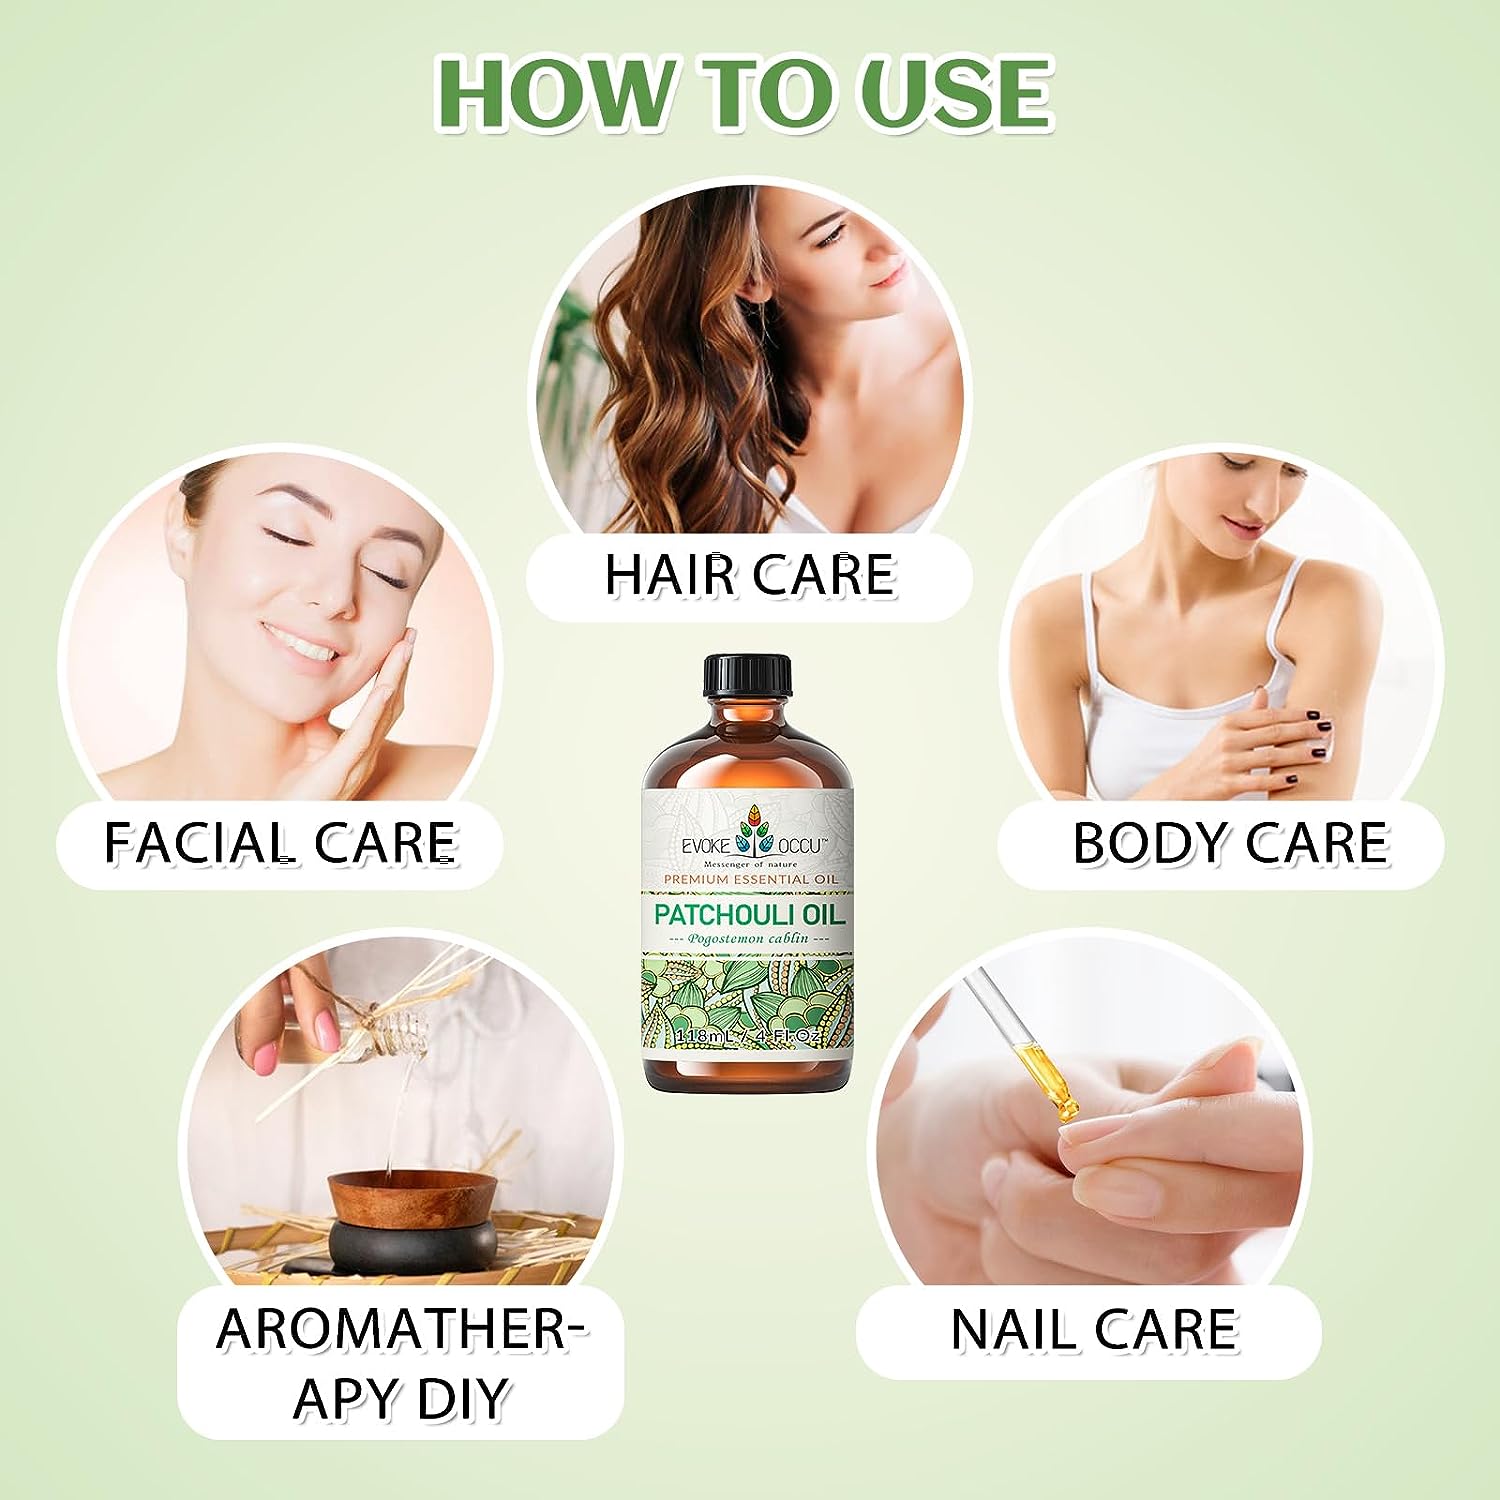 HOW TO USE
HAIR CARE
FACIAL CARE
BODY CARE
EVOKE OCCU™
Messenger of nature
PREMIUM ESSENTIAL OIL
PATCHOULI OIL
--- Pogostemon cablin ---
118mL / 4 Fl.Oz
AROMATHER-
APY DIY
NAIL CARE